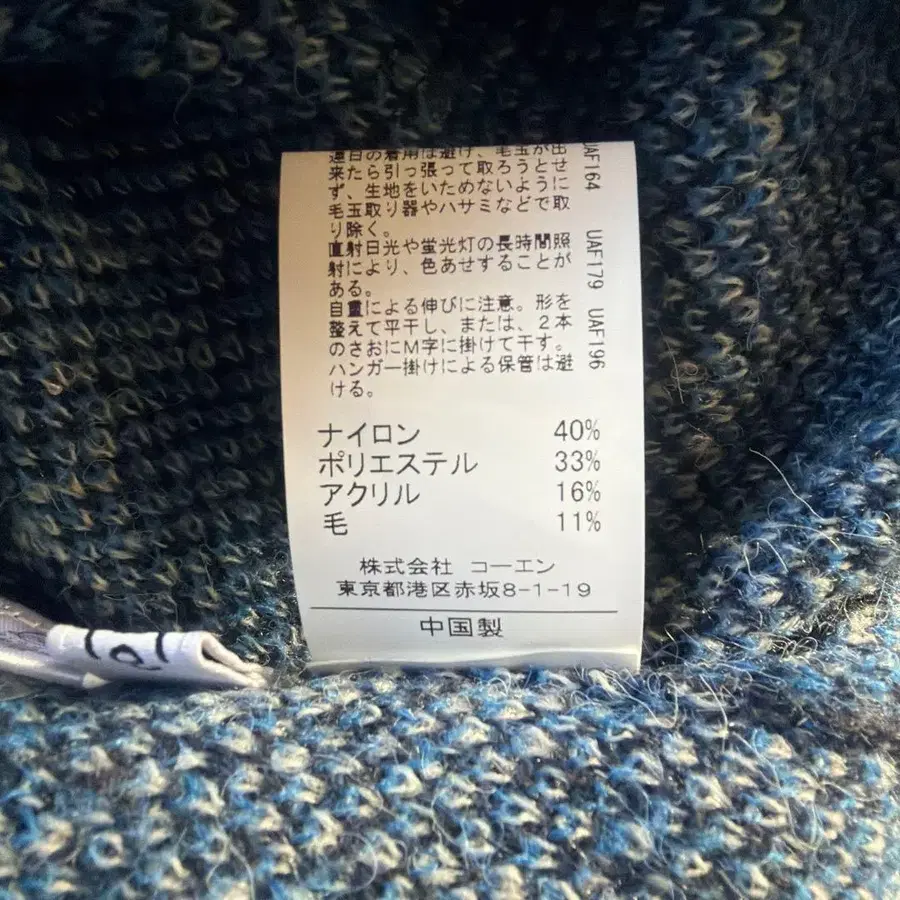 連日の着用は避け、毛玉が出
来たら引っ張って取ろうとせ
ず、生地をいためないように
毛玉取り器やハサミなどで取
り除く。
直射日光や蛍光灯の長時間照
射により、色あせすることが
ある。
自重による伸びに注意。形を
整えて平干し、または、2本
のさおにM字に掛けて干す。
ハンガー掛けによる保管は避
ける。
UAF164 UAF179 UAF196
ナイロン 40%
ポリエステル 33%
アクリル 16%
毛 11%
株式会社 コーエン
東京都港区赤坂8-1-19
中国製